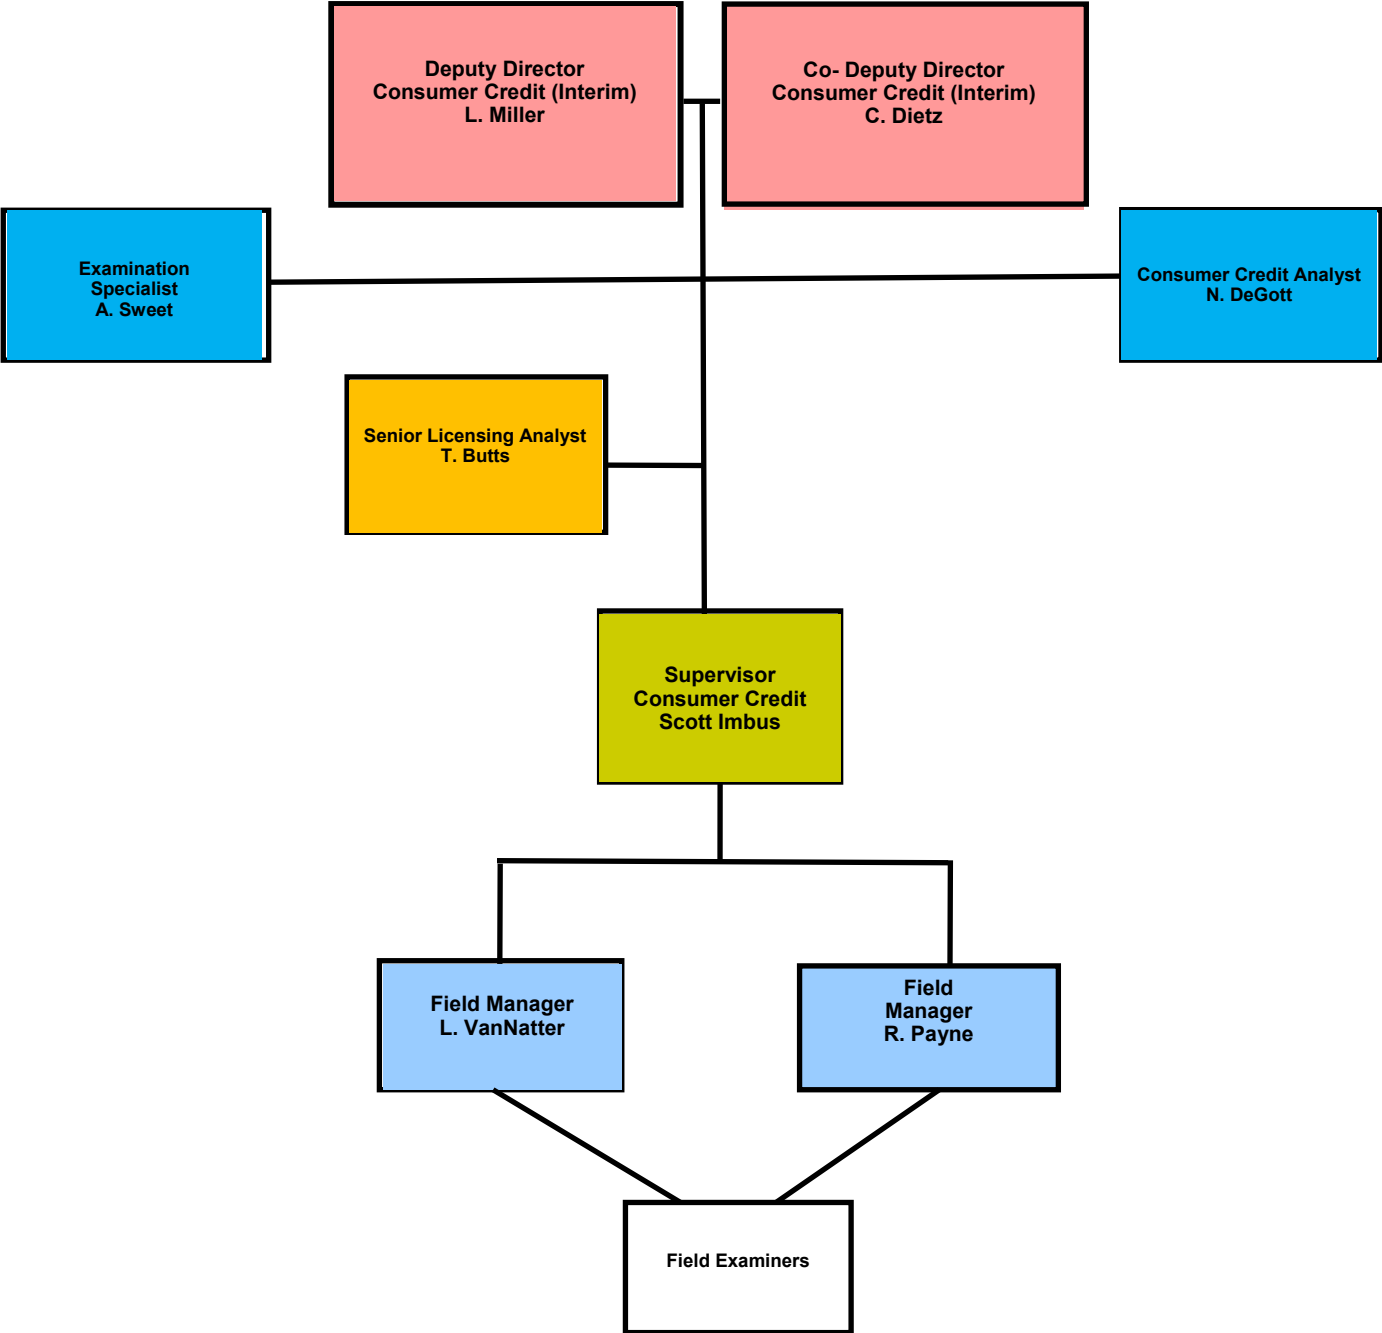 Deputy Director
Consumer Credit (Interim)
L. Miller
Co- Deputy Director
Consumer Credit (Interim)
C. Dietz
Examination
Specialist
A. Sweet
Consumer Credit Analyst
N. DeGott
Senior Licensing Analyst
T. Butts
Supervisor
Consumer Credit
Scott Imbus
Field Manager
L. VanNatter
Field
Manager
R. Payne
Field Examiners